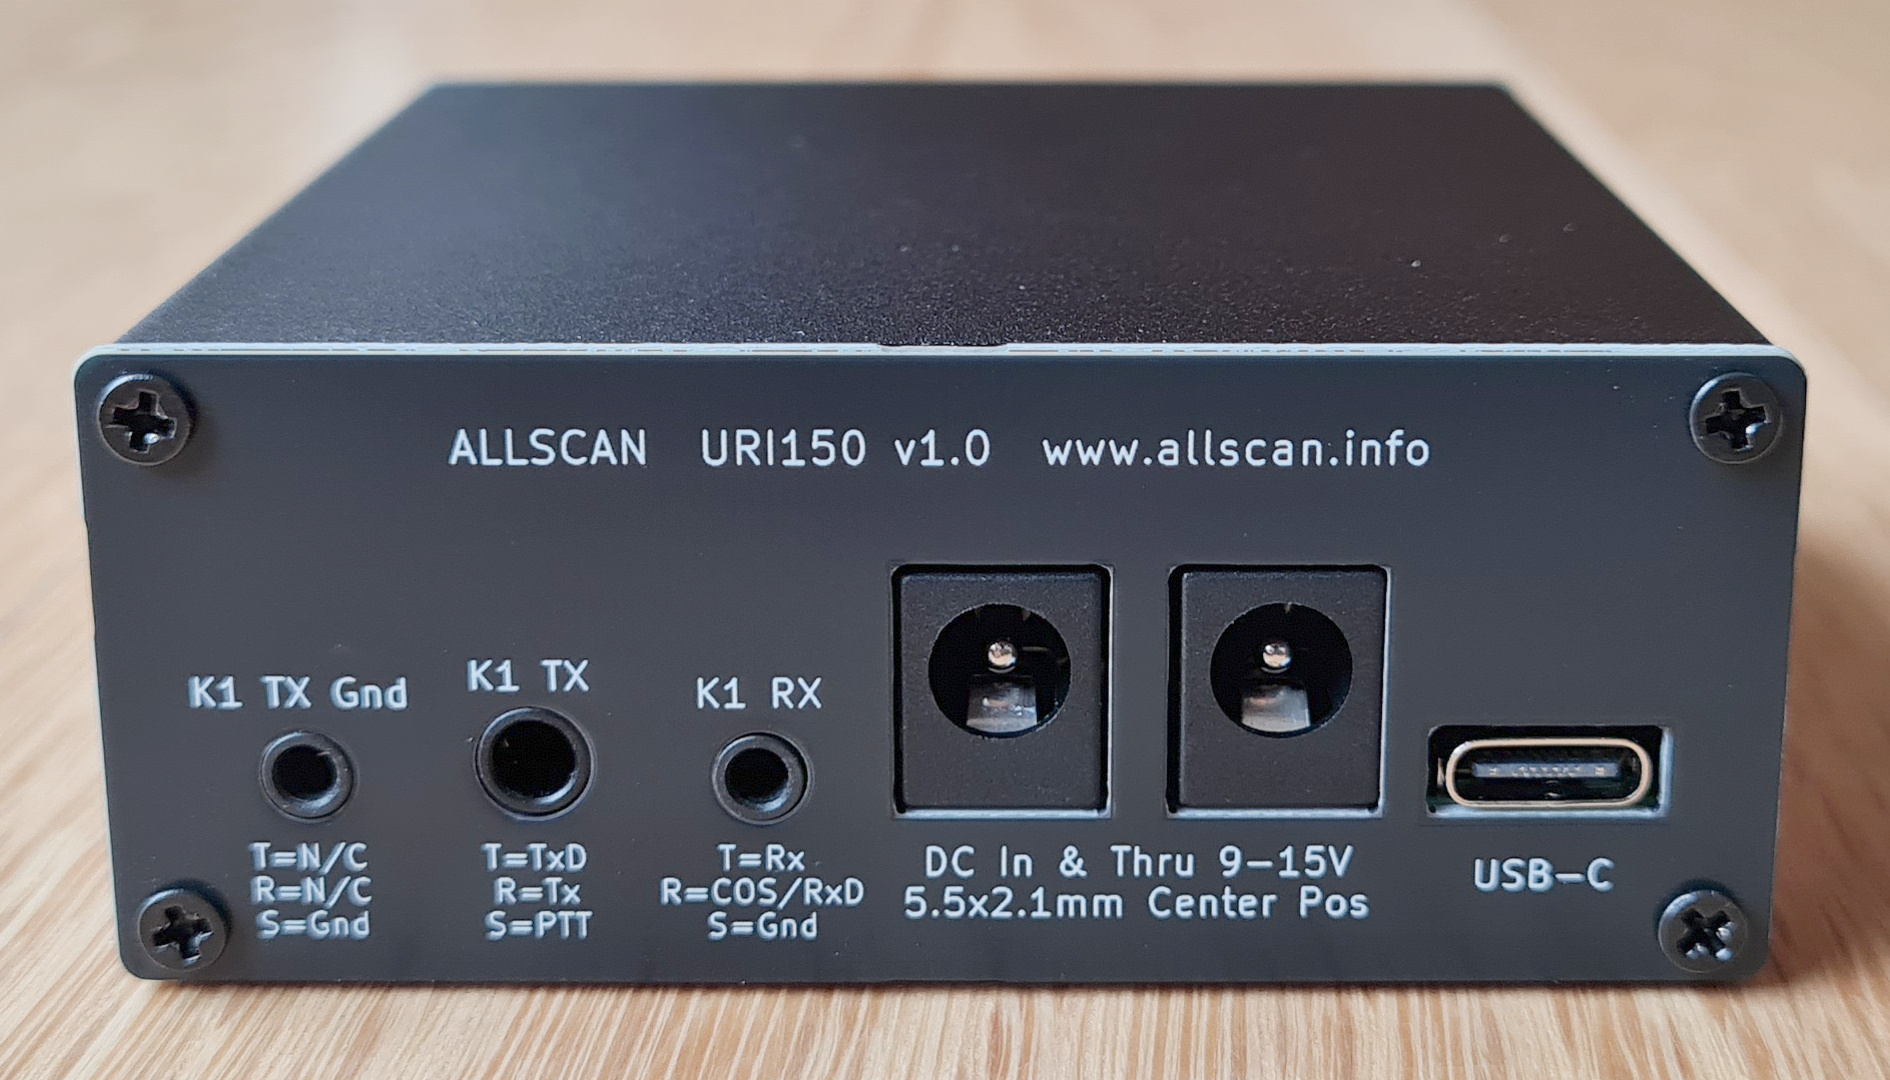 ALLSCAN URI150 v1.0 www.allscan.info
K1 TX Gnd
T=N/C
R=N/C
S=Gnd
K1 TX
T=TxD
R=Tx
S=PTT
K1 RX
T=Rx
R=COS/RxD
S=Gnd
DC In & Thru 9-15V
5.5x2.1mm Center Pos
USB-C